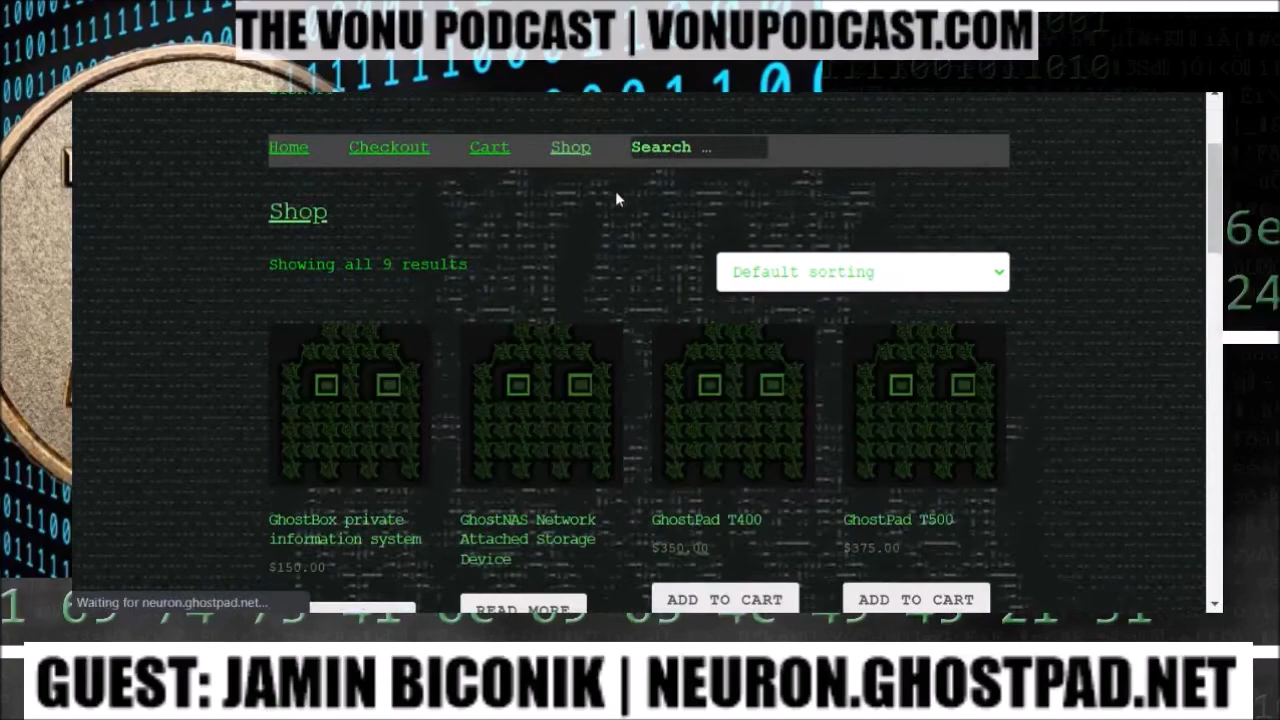 THE VONU PODCAST | VONUPODCAST.COM
Home Checkout Cart Shop Search …
Shop
Showing all 9 results
Default sorting
GhostBox private
information system
$150.00
GhostNAS Network
Attached Storage
Device
READ MORE
GhostPad T400
$350.00
ADD TO CART
GhostPad T500
$375.00
ADD TO CART
Waiting for neuron.ghostpad.net…
6e
24
GUEST: JAMIN BICONIK | NEURON.GHOSTPAD.NET